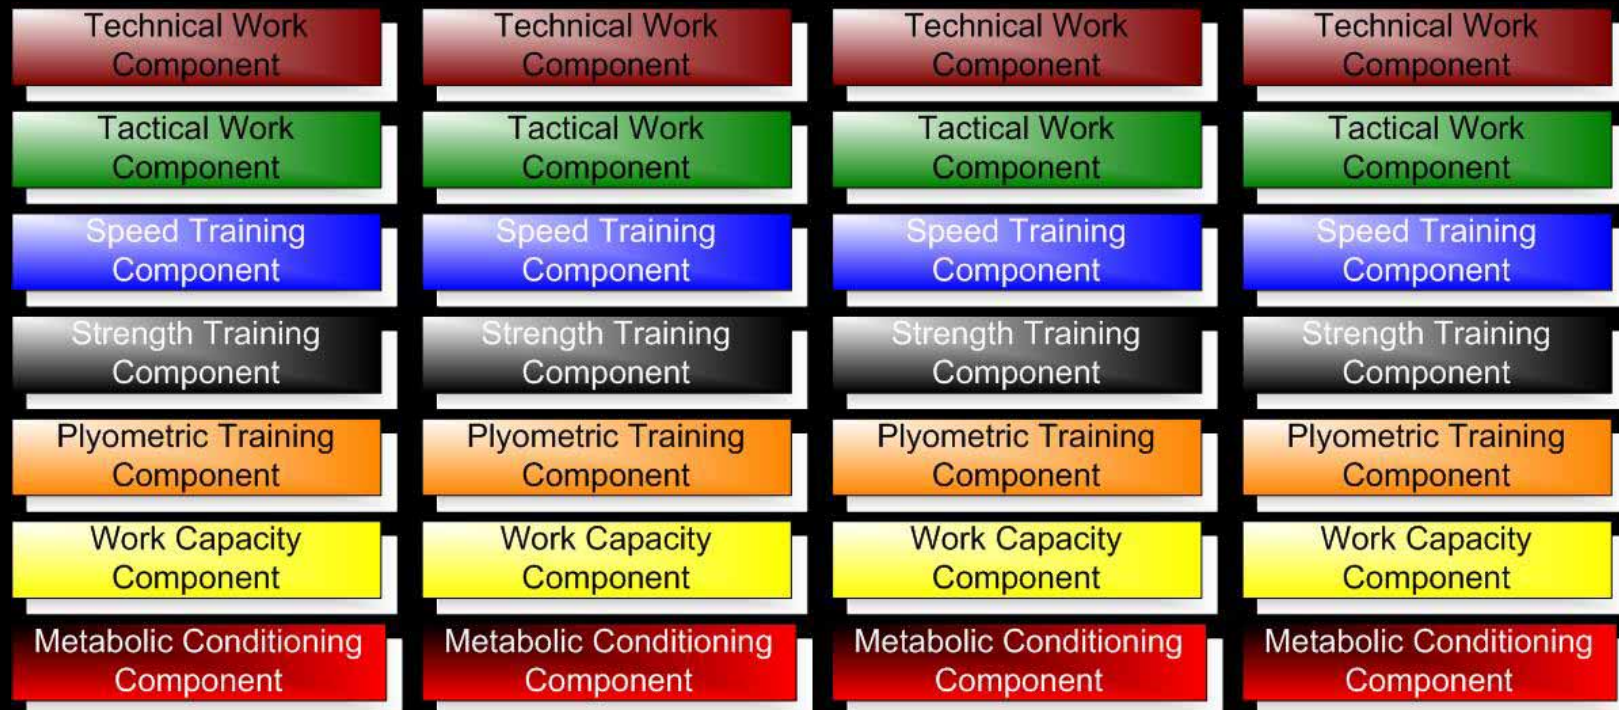 Technical Work
Component
Technical Work
Component
Technical Work
Component
Technical Work
Component
Tactical Work
Component
Tactical Work
Component
Tactical Work
Component
Tactical Work
Component
Speed Training
Component
Speed Training
Component
Speed Training
Component
Speed Training
Component
Strength Training
Component
Strength Training
Component
Strength Training
Component
Strength Training
Component
Plyometric Training
Component
Plyometric Training
Component
Plyometric Training
Component
Plyometric Training
Component
Work Capacity
Component
Work Capacity
Component
Work Capacity
Component
Work Capacity
Component
Metabolic Conditioning
Component
Metabolic Conditioning
Component
Metabolic Conditioning
Component
Metabolic Conditioning
Component